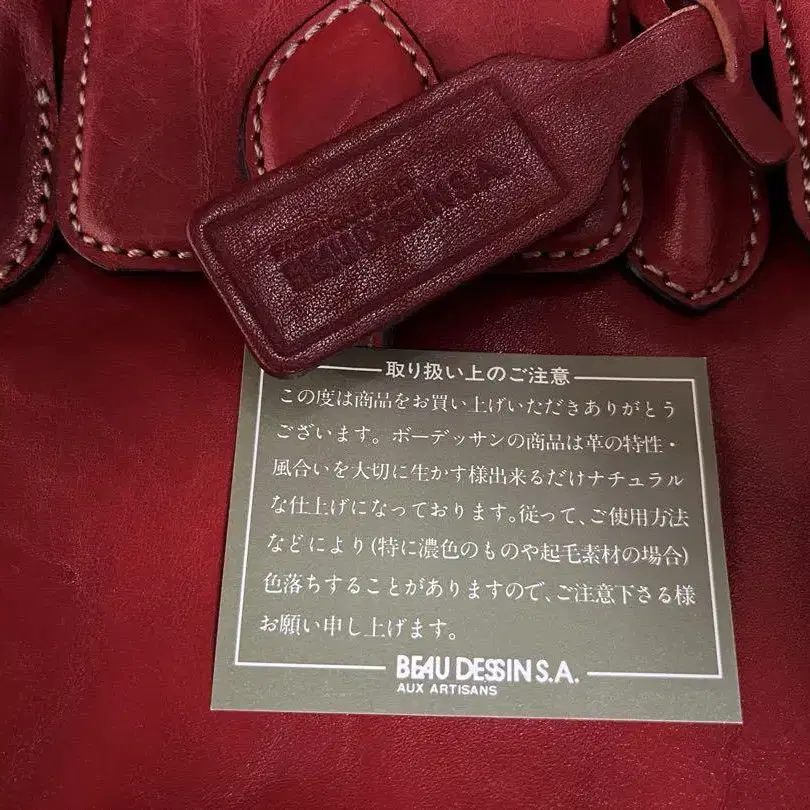 BEAU DESSIN S.A.
取り扱い上のご注意
この度は商品をお買い上げいただきありがとう
ございます。ボーデッサンの商品は革の特性・
風合いを大切に生かす様出来るだけナチュラル
な仕上げになっております。従って、ご使用方法
などにより(特に濃色のものや起毛素材の場合)
色落ちすることがありますので、ご注意下さる様
お願い申し上げます。
BEAU DESSIN S.A.
AUX ARTISANS